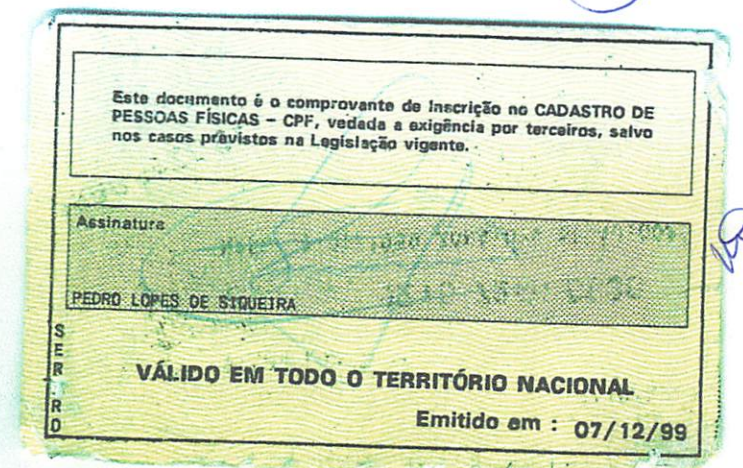 Este documento é o comprovante de inscrição no CADASTRO DE
PESSOAS FÍSICAS – CPF, vedada a exigência por terceiros, salvo
nos casos previstos na Legislação vigente.
Assinatura
PEDRO LOPES DE SIQUEIRA
VÁLIDO EM TODO O TERRITÓRIO NACIONAL
Emitido em : 07/12/99